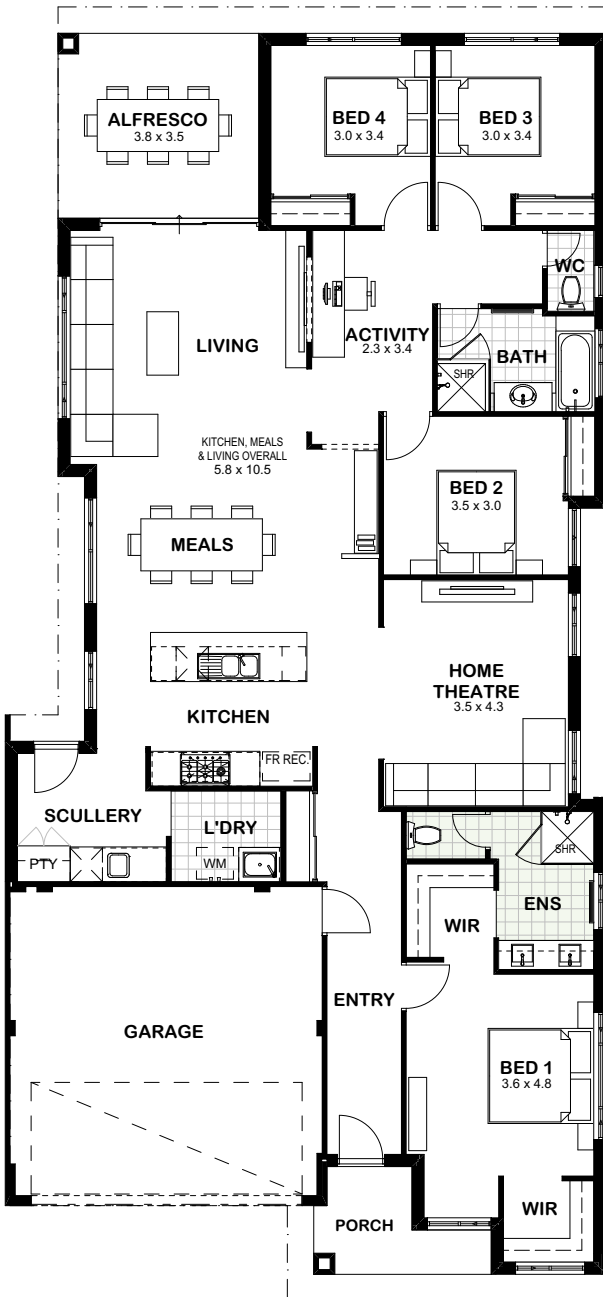 ALFRESCO
3.8 x 3.5
BED 4
3.0 x 3.4
BED 3
3.0 x 3.4
WC
LIVING
ACTIVITY
2.3 x 3.4
BATH
SHR
KITCHEN, MEALS
& LIVING OVERALL
5.8 x 10.5
BED 2
3.5 x 3.0
MEALS
HOME
THEATRE
3.5 x 4.3
KITCHEN
FR REC.
SCULLERY
L'DRY
PTY
WM
SHR
ENS
WIR
ENTRY
GARAGE
BED 1
3.6 x 4.8
WIR
PORCH